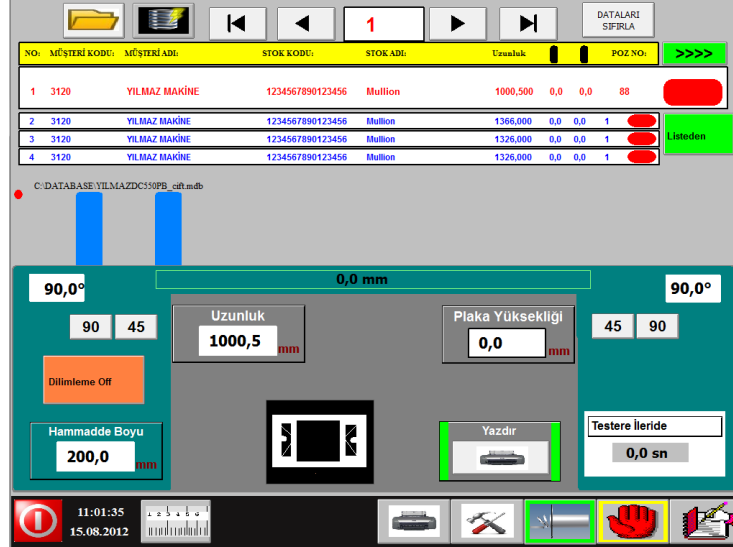 1
DATALARI
SIFIRLA
NO: MÜŞTERİ KODU: MÜŞTERİ ADI: STOK KODU: STOK ADI: Uzunluk POZ NO: >>>>
1 3120 YILMAZ MAKİNE 1234567890123456 Mullion 1000,500 0,0 0,0 88
2 3120 YILMAZ MAKİNE 1234567890123456 Mullion 1366,000 0,0 0,0 1
3 3120 YILMAZ MAKİNE 1234567890123456 Mullion 1326,000 0,0 0,0 1
4 3120 YILMAZ MAKİNE 1234567890123456 Mullion 1326,000 0,0 0,0 1
Listeden
C:\DATABASE\YILMAZDC550PB_cift.mdb
0,0 mm
90,0° 90,0°
90 45 45 90
Uzunluk
1000,5 mm
Plaka Yüksekliği
0,0 mm
Dilimleme Off
Hammadde Boyu
200,0 mm
Yazdır
Testere İleride
0,0 sn
11:01:35
15.08.2012
1 2 3 4 5 6